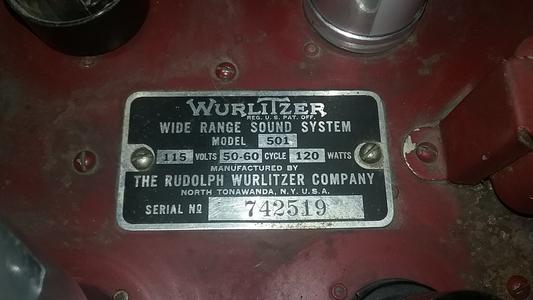 WURLITZER
REG. U.S. PAT. OFF.
WIDE RANGE SOUND SYSTEM
MODEL 501
115 VOLTS 50-60 CYCLE 120 WATTS
MANUFACTURED BY
THE RUDOLPH WURLITZER COMPANY
NORTH TONAWANDA, N.Y. U.S.A.
SERIAL Nº 742519